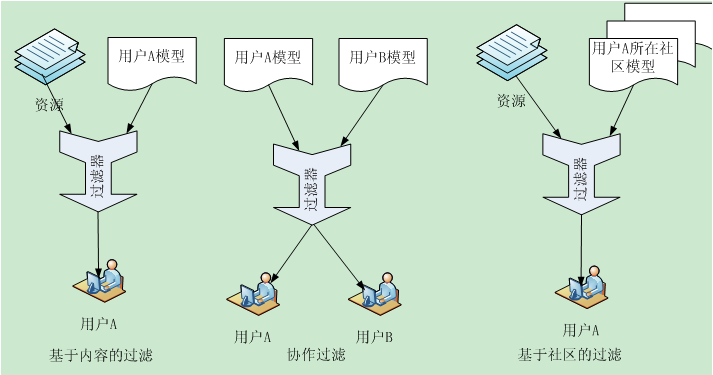 资源
用户A模型
过滤器
用户A
基于内容的过滤
用户A模型
用户B模型
过滤器
用户A
用户B
协作过滤
资源
用户A所在社
区模型
过滤器
用户A
基于社区的过滤